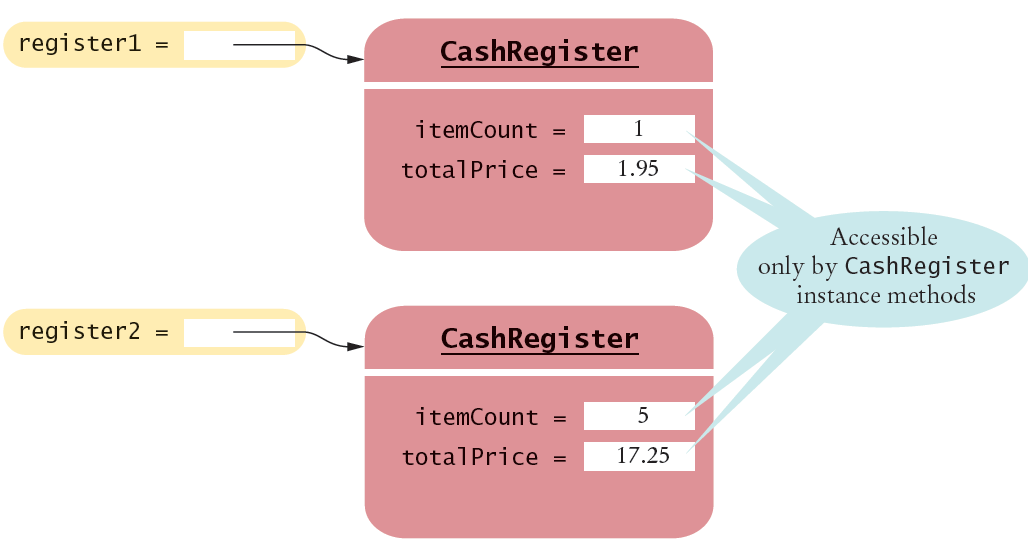 register1 =
CashRegister
itemCount = 1
totalPrice = 1.95
Accessible
only by CashRegister
instance methods
register2 =
CashRegister
itemCount = 5
totalPrice = 17.25